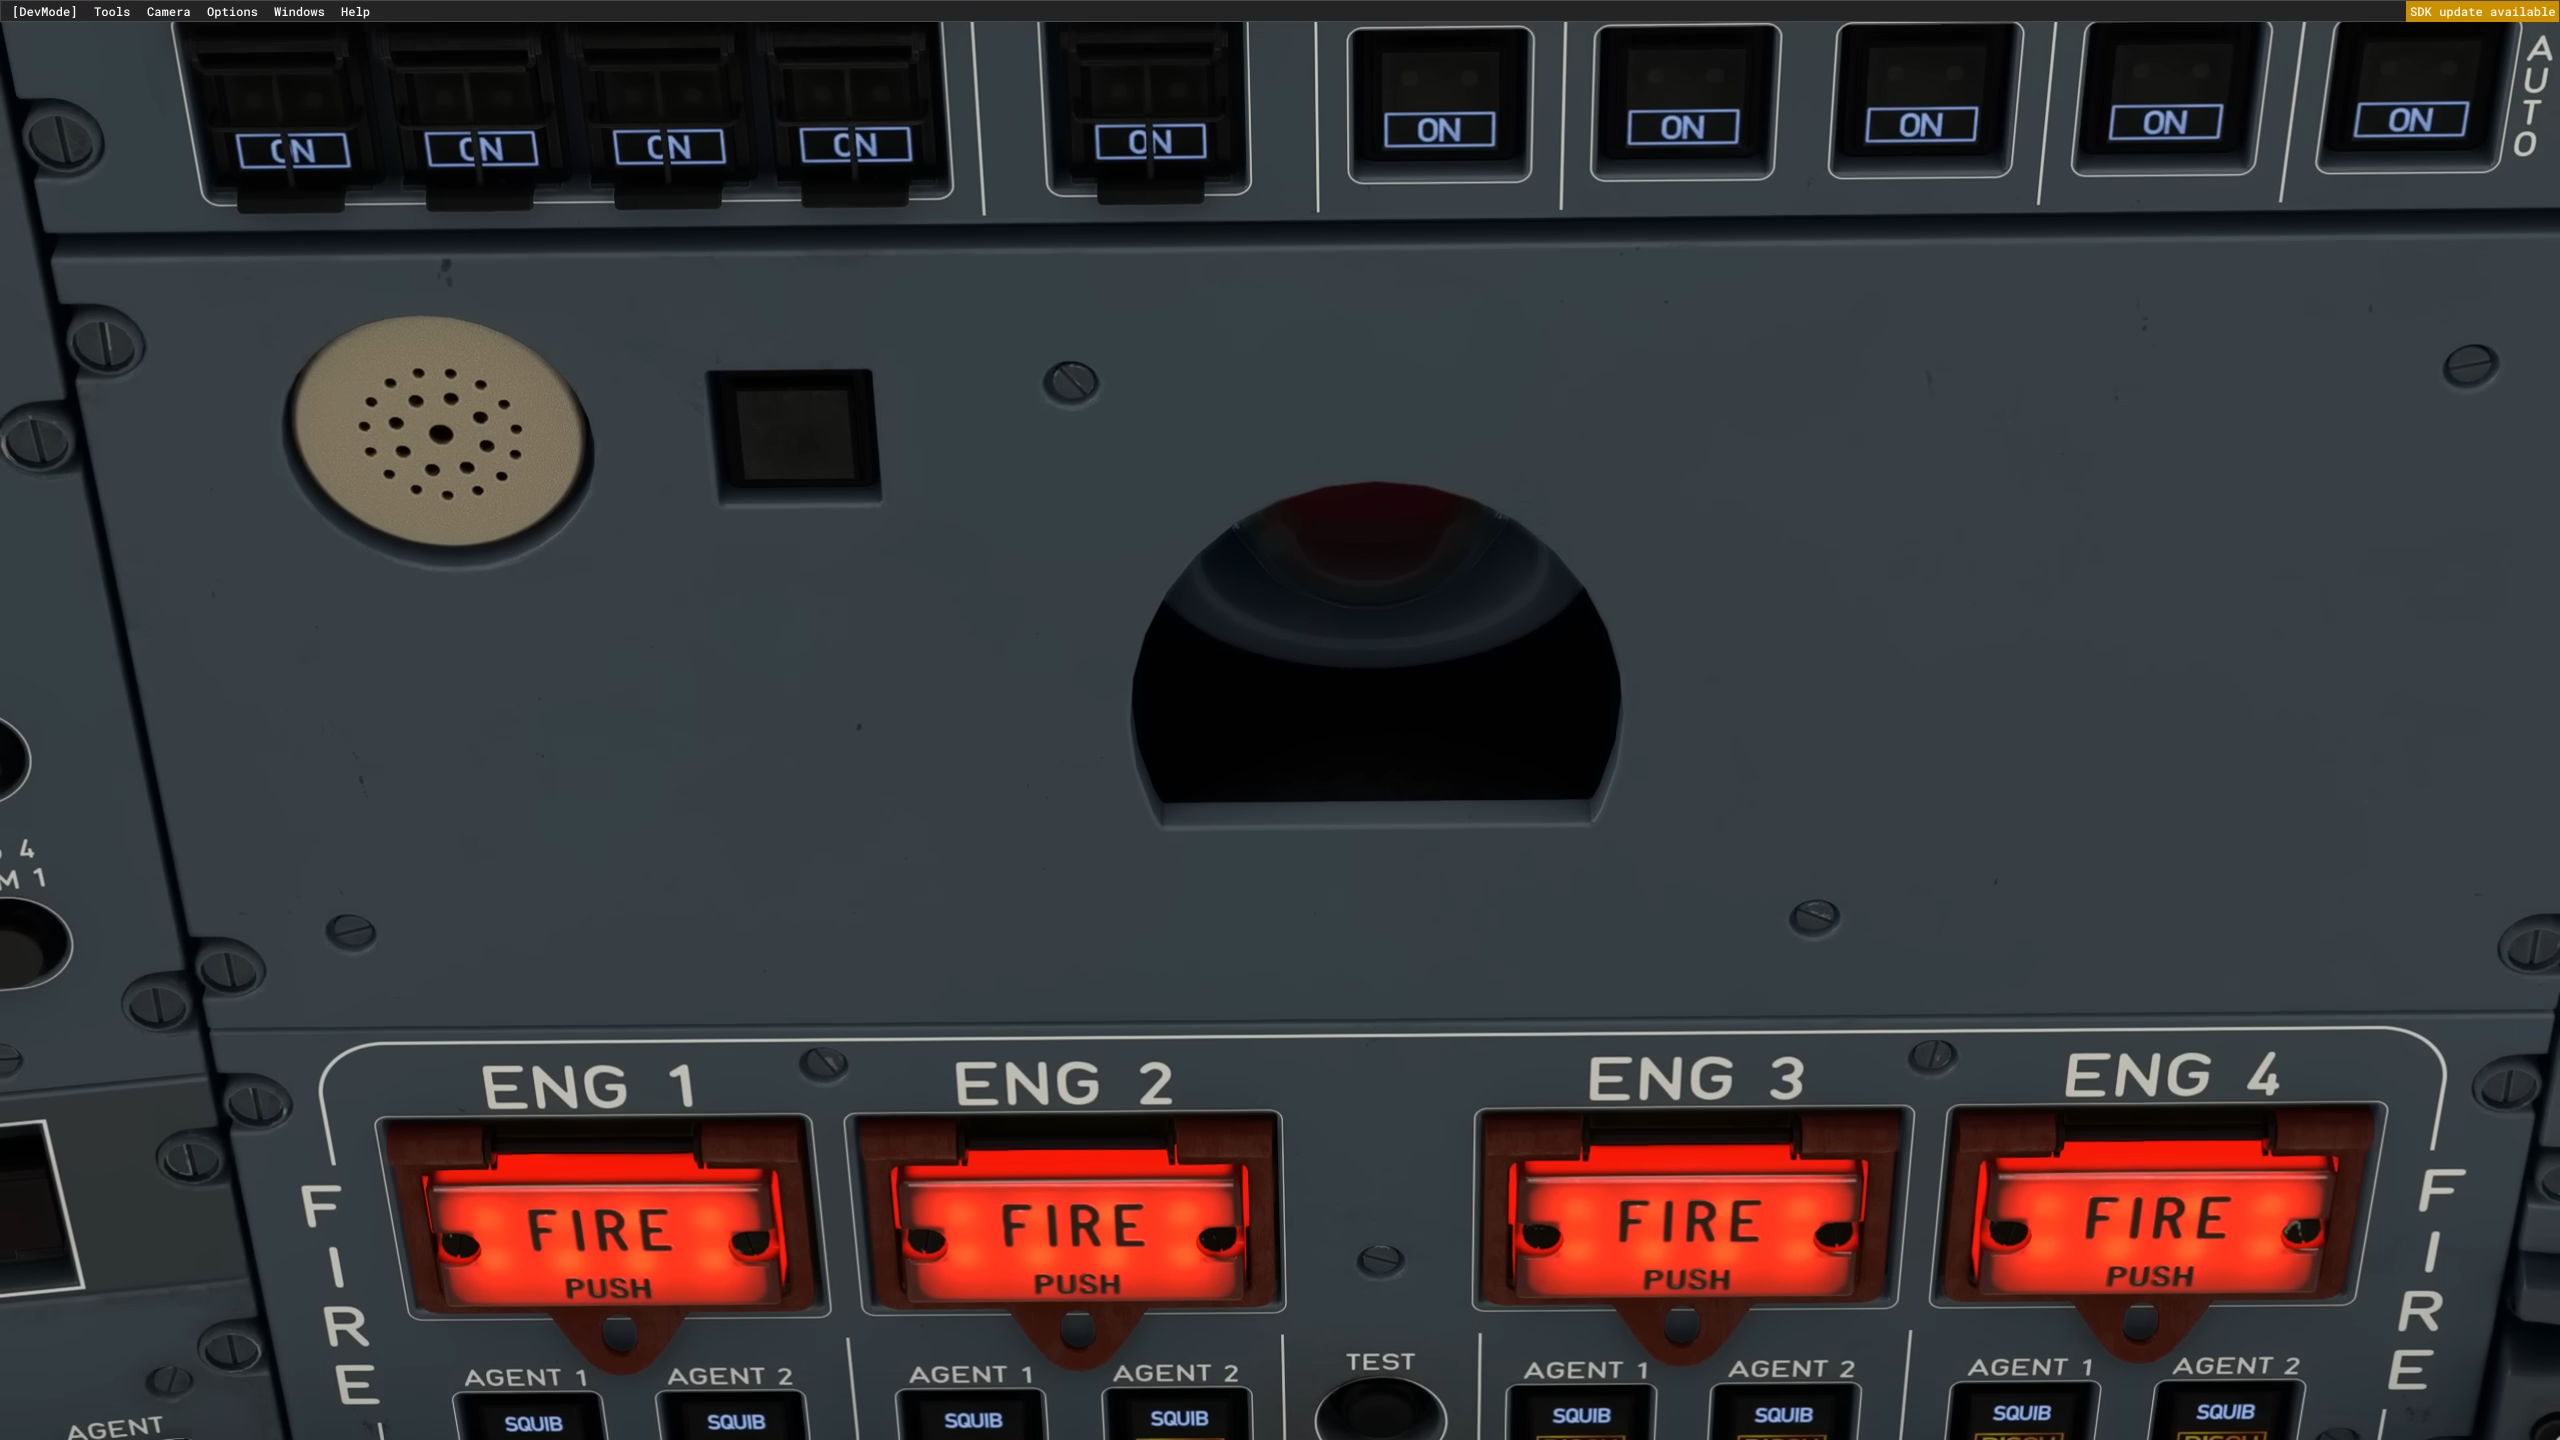 [DevMode] Tools Camera Options Windows Help
SDK update available
ON ON ON ON ON ON ON ON ON ON
AUTO
4
M 1
ENG 1 ENG 2 ENG 3 ENG 4
FIRE
FIRE PUSH
FIRE PUSH
FIRE PUSH
FIRE PUSH
FIRE
AGENT 1 AGENT 2 AGENT 1 AGENT 2 TEST AGENT 1 AGENT 2 AGENT 1 AGENT 2
SQUIB SQUIB SQUIB SQUIB SQUIB SQUIB SQUIB SQUIB
AGENT